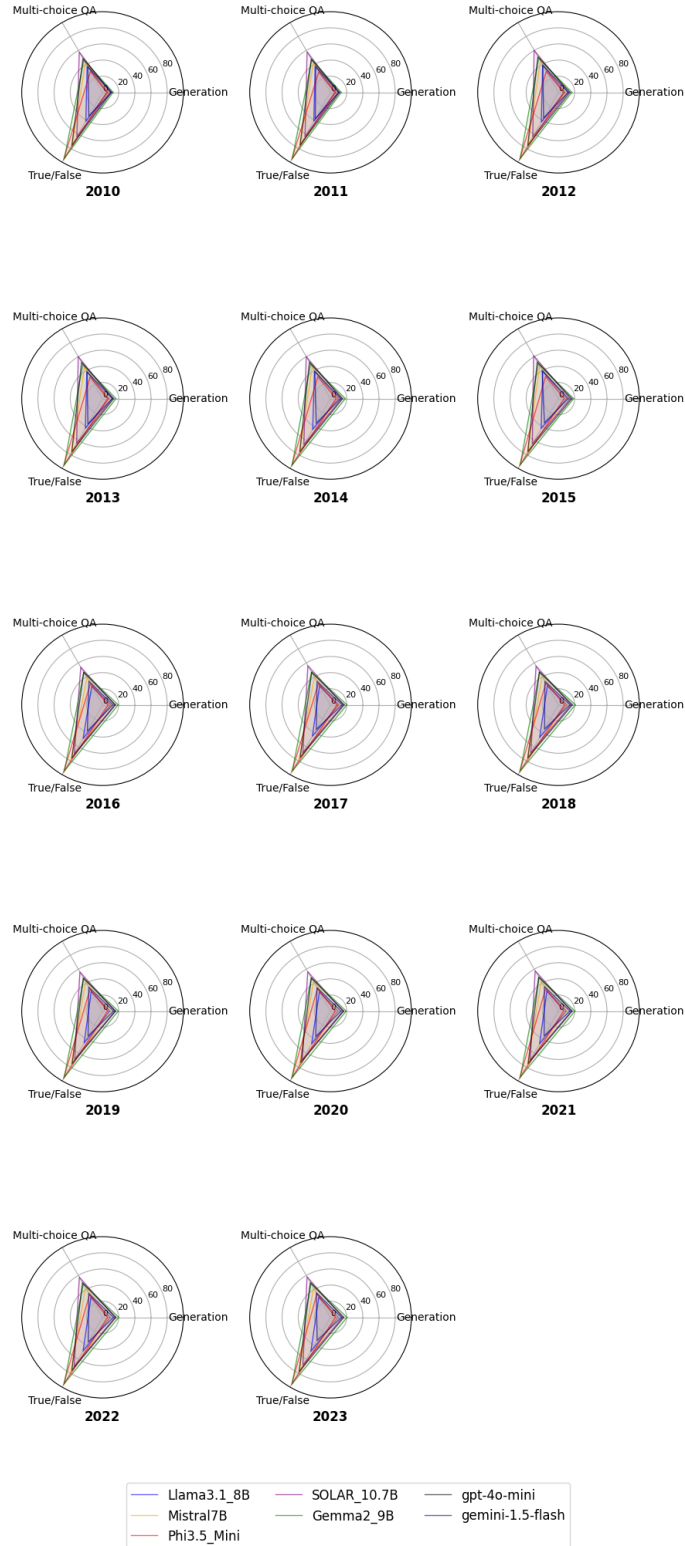 Multi-choice QA
80
60
40
20
0
Generation
True/False
2010
Multi-choice QA
80
60
40
20
0
Generation
True/False
2011
Multi-choice QA
80
60
40
20
0
Generation
True/False
2012
Multi-choice QA
80
60
40
20
0
Generation
True/False
2013
Multi-choice QA
80
60
40
20
0
Generation
True/False
2014
Multi-choice QA
80
60
40
20
0
Generation
True/False
2015
Multi-choice QA
80
60
40
20
0
Generation
True/False
2016
Multi-choice QA
80
60
40
20
0
Generation
True/False
2017
Multi-choice QA
80
60
40
20
0
Generation
True/False
2018
Multi-choice QA
80
60
40
20
0
Generation
True/False
2019
Multi-choice QA
80
60
40
20
0
Generation
True/False
2020
Multi-choice QA
80
60
40
20
0
Generation
True/False
2021
Multi-choice QA
80
60
40
20
0
Generation
True/False
2022
Multi-choice QA
80
60
40
20
0
Generation
True/False
2023
Llama3.1_8B
Mistral7B
Phi3.5_Mini
SOLAR_10.7B
Gemma2_9B
gpt-4o-mini
gemini-1.5-flash